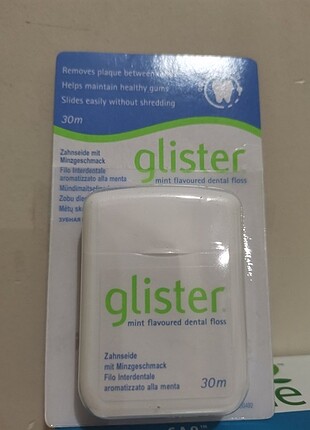 Removes plaque between
Helps maintain healthy gums
Slides easily without shredding
30m
glister
mint flavoured dental floss
Zahnseide mit
Minzgeschmack
Filo Interdentale
aromatizzato alla menta
glister
mint flavoured dental floss
Zahnseide
mit Minzgeschmack
Filo Interdentale
aromatizzato alla menta
30m